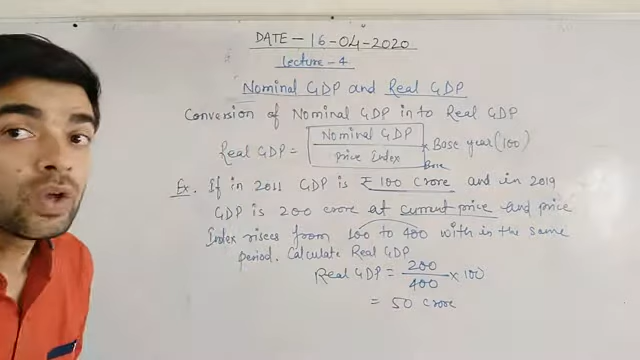 DATE - 16-04-2020
Lecture - 4
Nominal GDP and Real GDP
Conversion of Nominal GDP in to Real GDP
Real GDP = Nominal GDP / price Index × Base year (100)
Base
Ex. If in 2011 GDP is ₹ 100 crore and in 2019
GDP is 200 crore at current price and price
Index risees from 100 to 400 with in the same
period. Calculate Real GDP
Real GDP = 200 / 400 × 100
= 50 crore